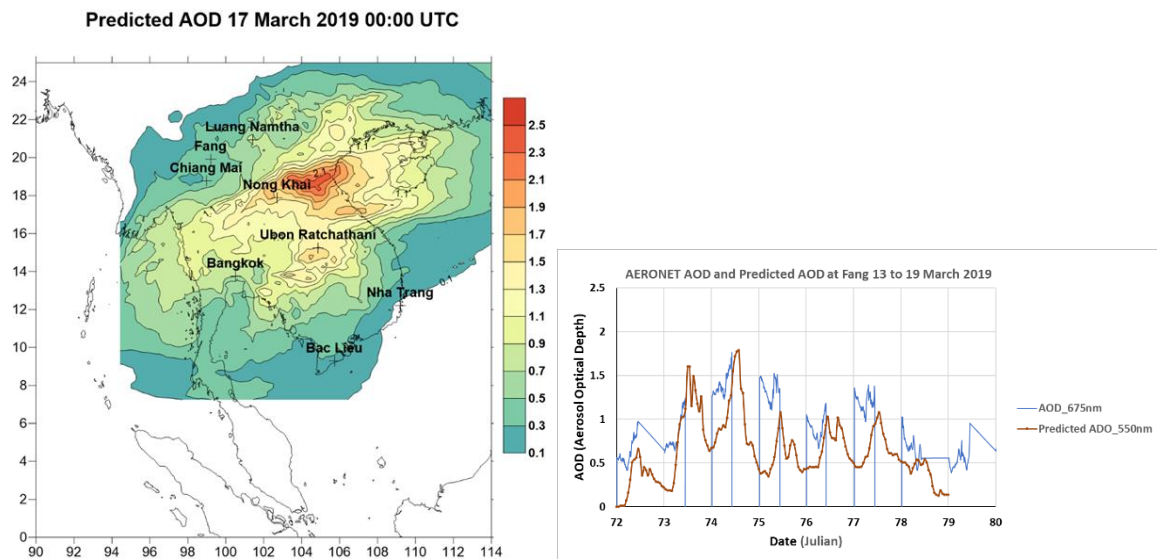 Predicted AOD 17 March 2019 00:00 UTC
24
22
20
18
16
14
12
10
8
6
4
2
0
90 92 94 96 98 100 102 104 106 108 110 112 114
Luang Namtha
Fang
Chiang Mai
2.1
Nong Khai
1.
Ubon Ratchathani
Bangkok
Nha Trang
0.1
Bac Lieu
2.5
2.3
2.1
1.9
1.7
1.5
1.3
1.1
0.9
0.7
0.5
0.3
0.1
AERONET AOD and Predicted AOD at Fang 13 to 19 March 2019
AOD (Aerosol Optical Depth)
2.5
2
1.5
1
0.5
0
72 73 74 75 76 77 78 79 80
Date (Julian)
AOD_675nm
Predicted ADO_550nm